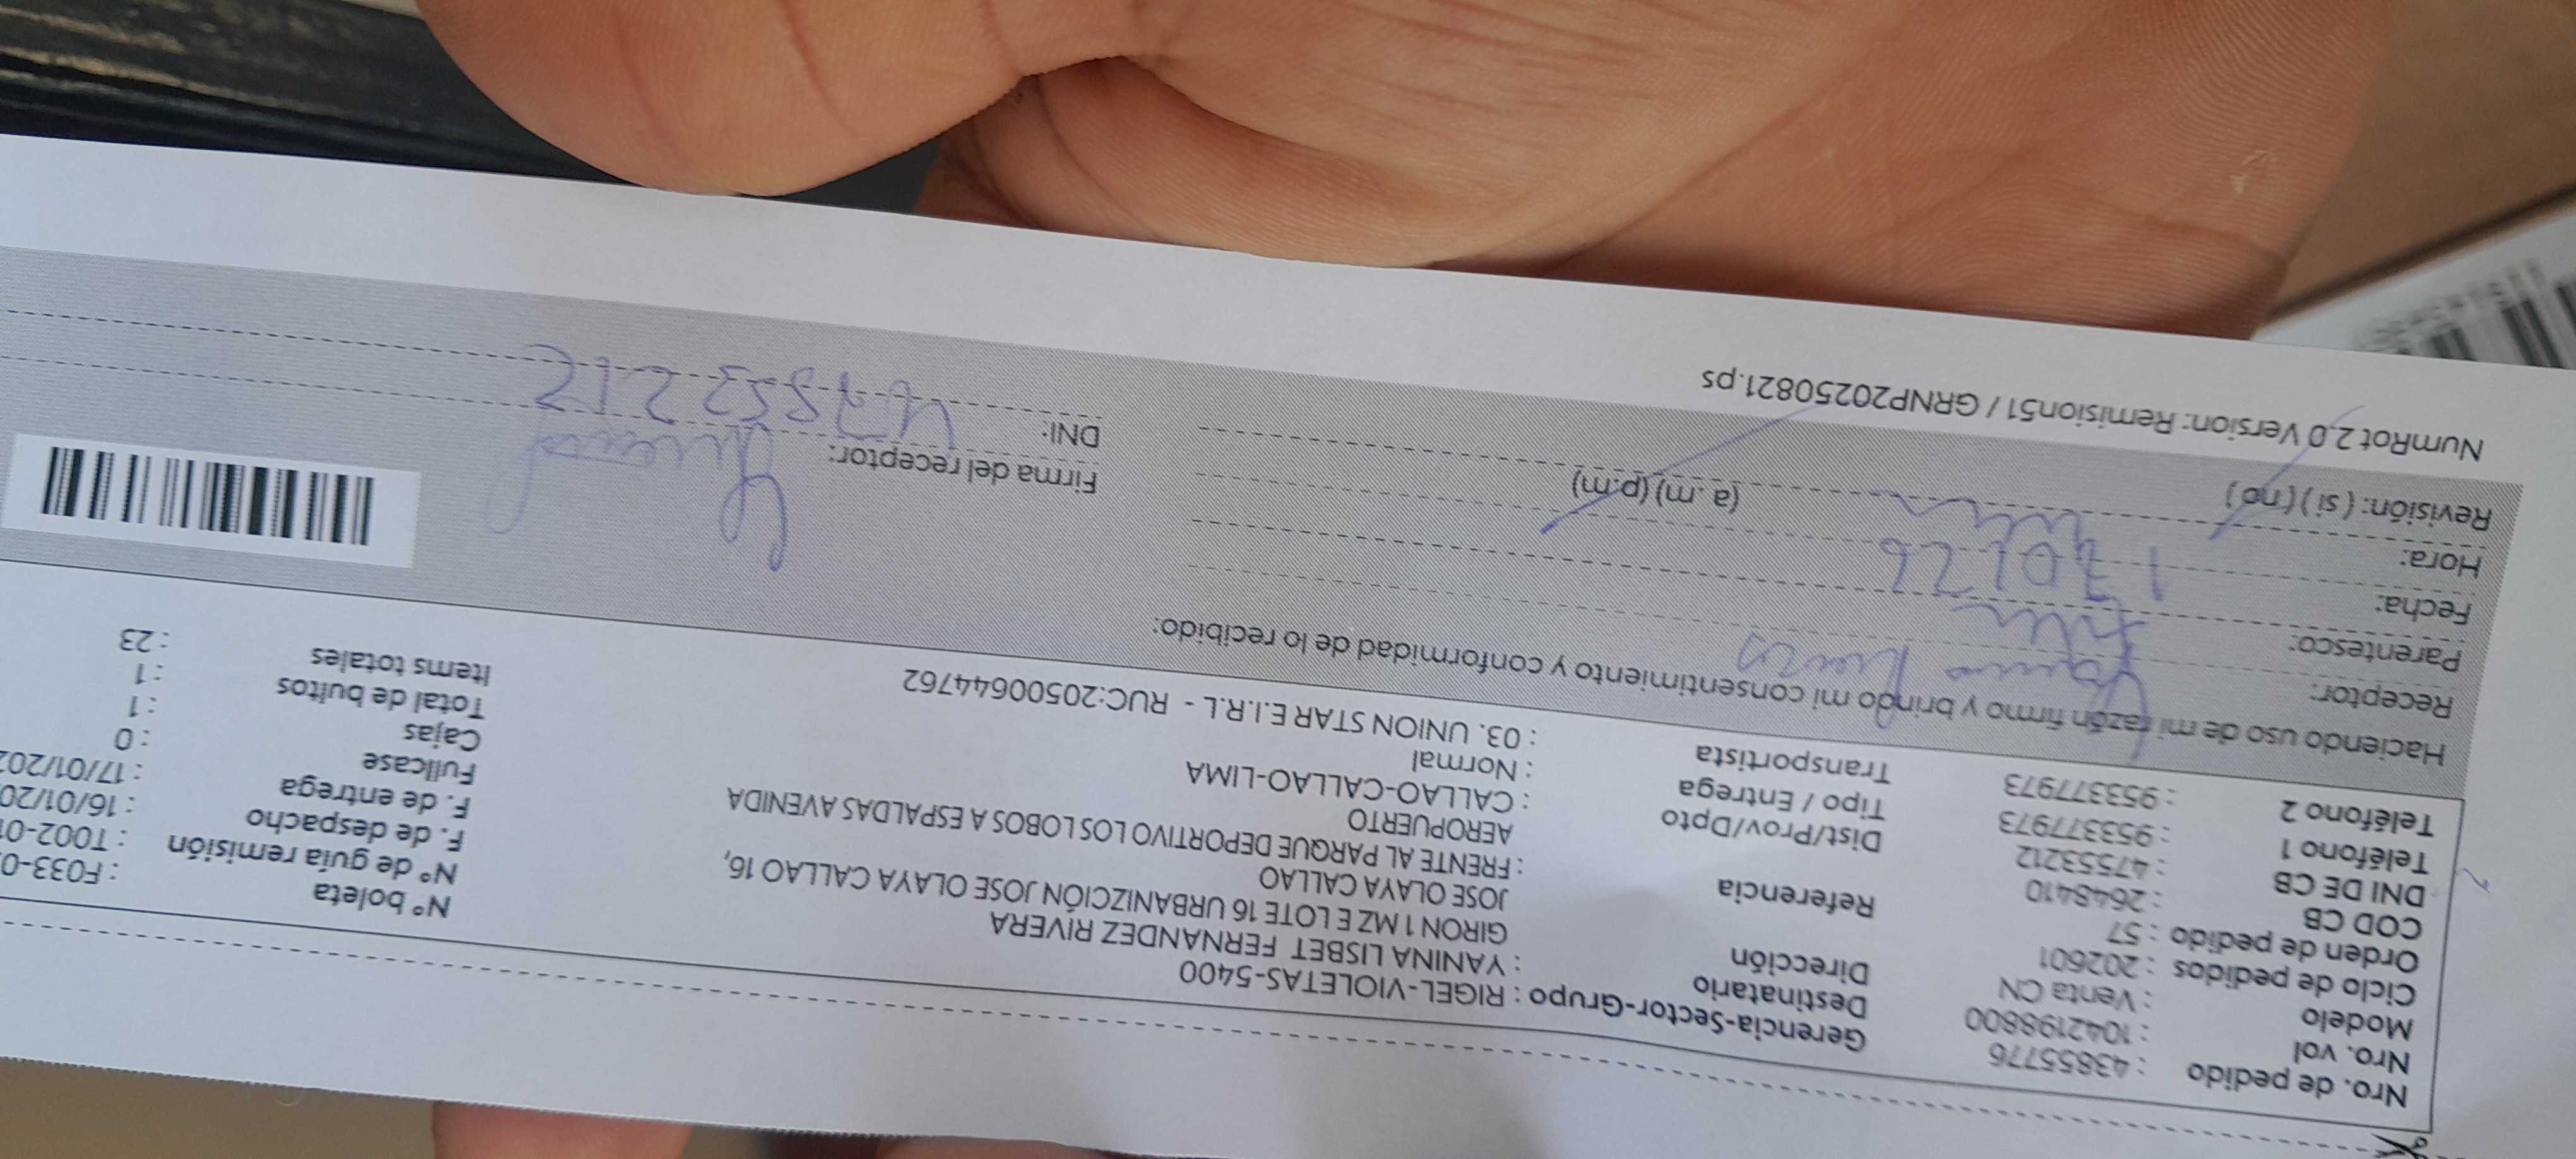 Nro. de pedido : 43855776
Nro. vol : 1042198800
Modelo : Venta CN
Ciclo de pedidos : 202601
Orden de pedido : 57
COD CB : 2648410
DNI DE CB : 47553212
Teléfono 1 : 953377973
Teléfono 2 : 953377973
Gerencia-Sector-Grupo : RIGEL-VIOLETAS-5400
Destinatario : YANINA LISBET FERNANDEZ RIVERA
Dirección GIRON 1 MZ E LOTE 16 URBANIZCIÓN JOSE OLAYA CALLAO 16,
JOSE OLAYA CALLAO
Referencia : FRENTE AL PARQUE DEPORTIVO LOS LOBOS A ESPALDAS AVENIDA
AEROPUERTO
Dist/Prov/Dpto : CALLAO-CALLAO-LIMA
Tipo / Entrega : Normal
Transportista : 03. UNION STAR E.I.R.L - RUC:20500644762
N° boleta : F033-0
N° de guía remisión : T002-01
F. de despacho : 16/01/20
F. de entrega : 17/01/202
Fullcase : 0
Cajas : 1
Total de bultos : 1
Items totales : 23
Haciendo uso de mi razón firmo y brindo mi consentimiento y conformidad de lo recibido:
Receptor:
Parentesco:
Fecha: 170126
Hora: (a.m) (p.m)
Revisión: (si) (no)
Firma del receptor:
DNI:
NumRot 2.0 Version: Remision51 / GRNP20250821.ps